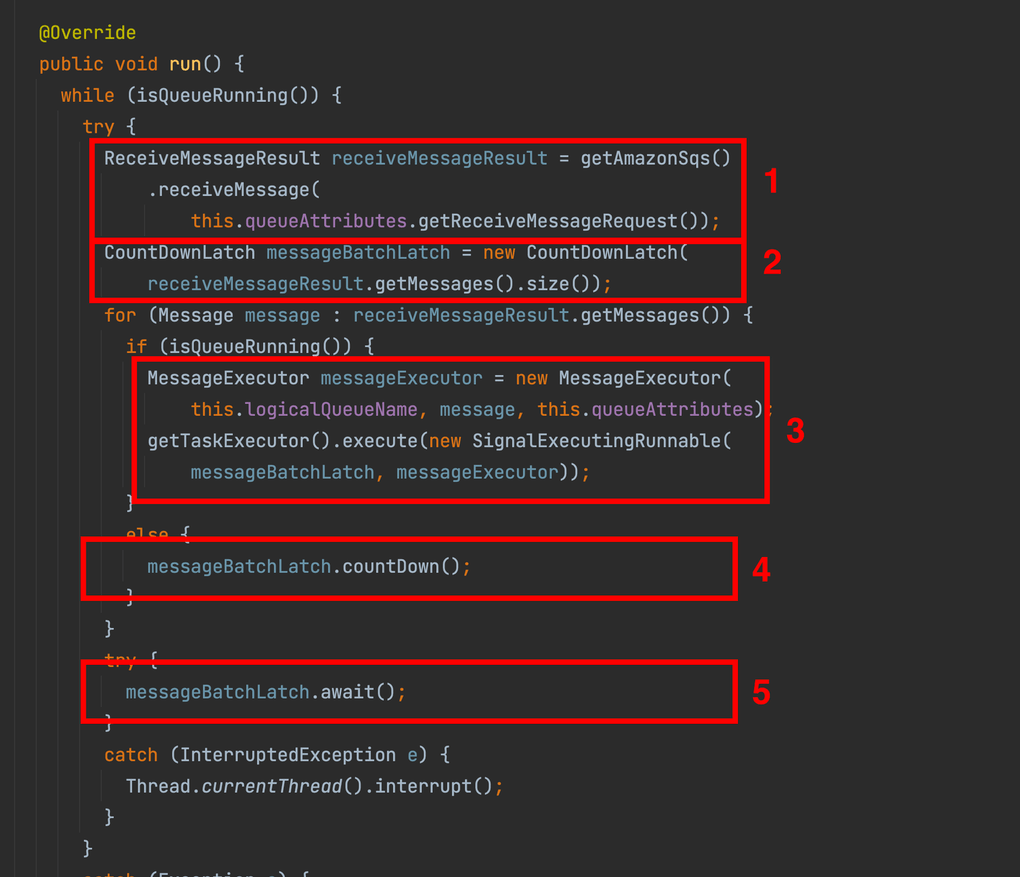 @Override
public void run() {
while (isQueueRunning()) {
try {
ReceiveMessageResult receiveMessageResult = getAmazonSqs()
.receiveMessage(
this.queueAttributes.getReceiveMessageRequest());
1
CountDownLatch messageBatchLatch = new CountDownLatch(
receiveMessageResult.getMessages().size());
2
for (Message message : receiveMessageResult.getMessages()) {
if (isQueueRunning()) {
MessageExecutor messageExecutor = new MessageExecutor(
this.logicalQueueName, message, this.queueAttributes);
getTaskExecutor().execute(new SignalExecutingRunnable(
messageBatchLatch, messageExecutor));
3
}
else {
messageBatchLatch.countDown();
4
}
}
try {
messageBatchLatch.await();
5
}
catch (InterruptedException e) {
Thread.currentThread().interrupt();
}
}
catch (Exception e) {